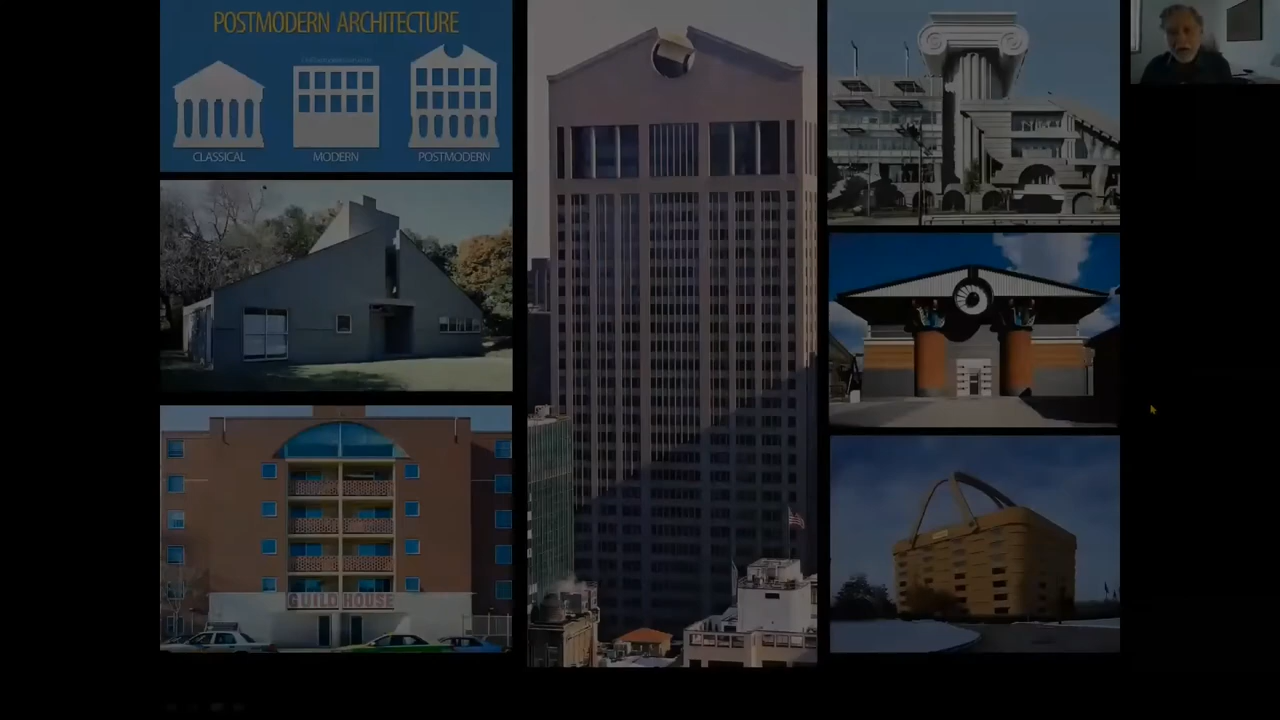 POSTMODERN ARCHITECTURE
CLASSICAL
MODERN
POSTMODERN
GUILD HOUSE